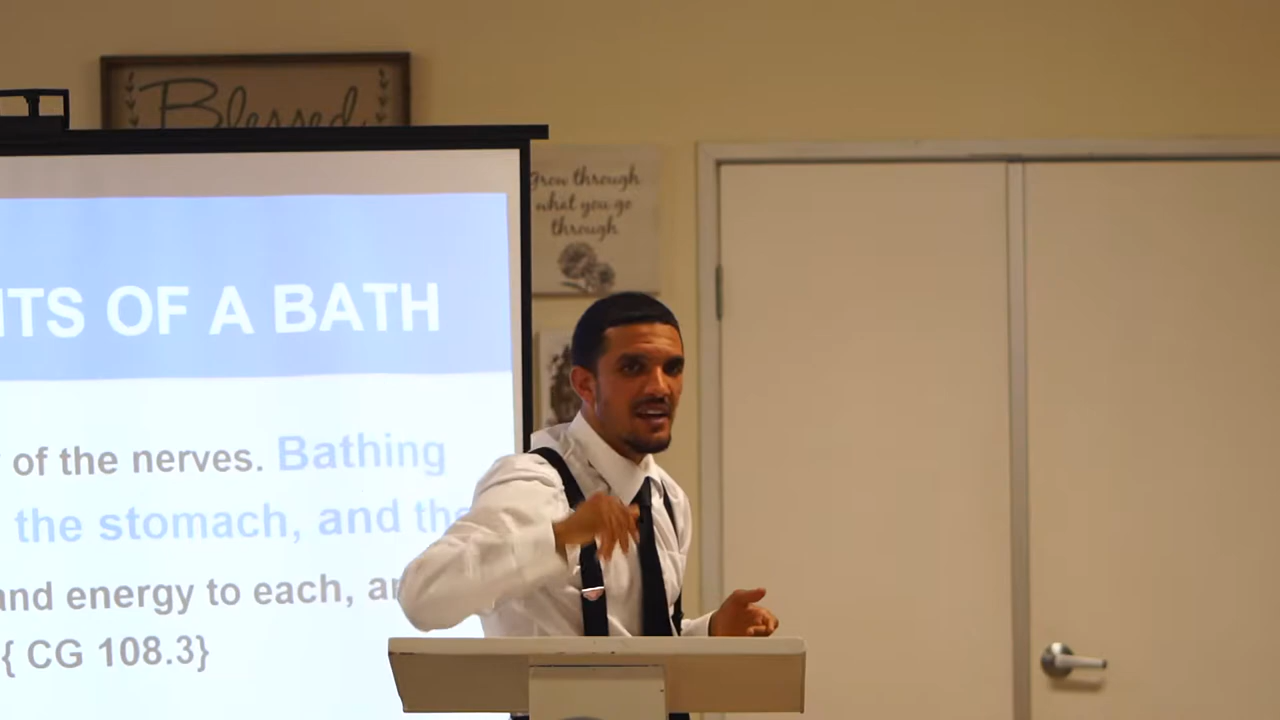 Blessed
Grow through
what you go
through
ITS OF A BATH
of the nerves. Bathing
the stomach, and the
and energy to each,
{ CG 108.3}